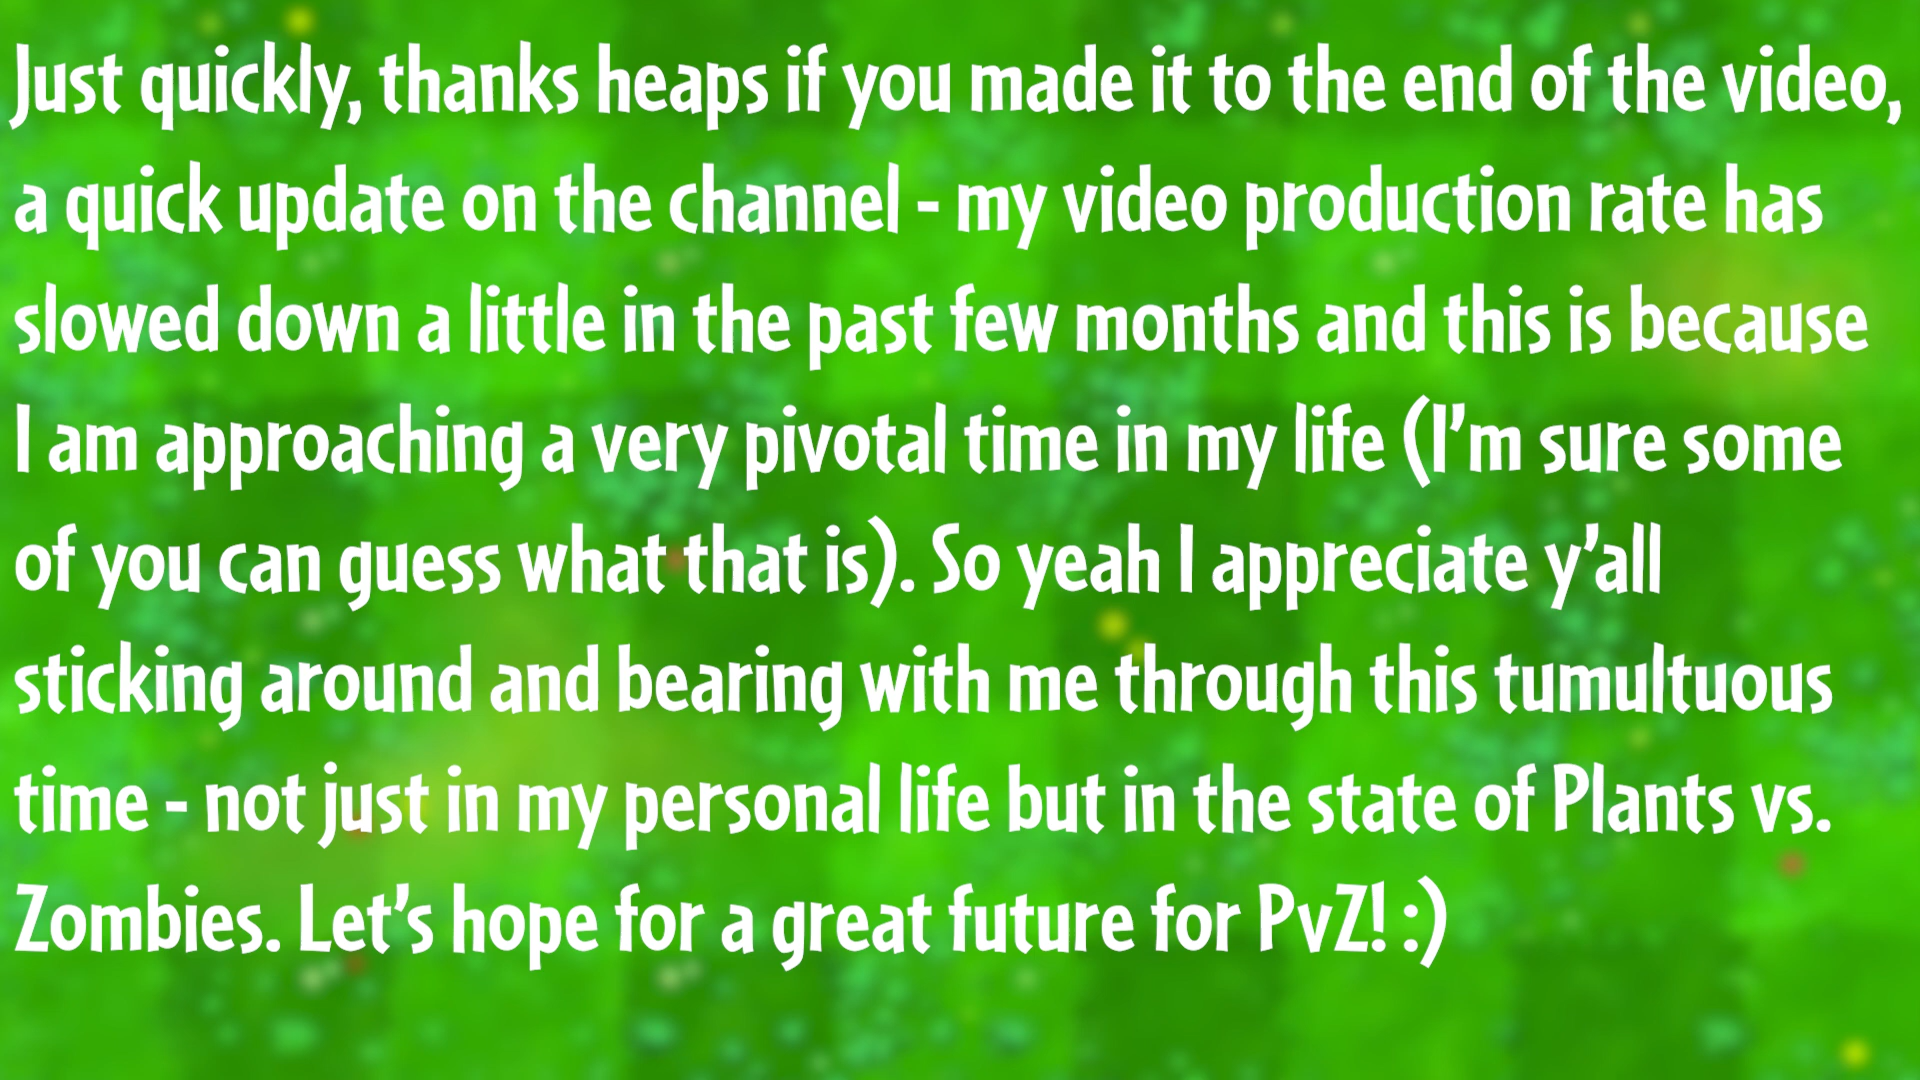 Just quickly, thanks heaps if you made it to the end of the video,
a quick update on the channel - my video production rate has
slowed down a little in the past few months and this is because
I am approaching a very pivotal time in my life (I'm sure some
of you can guess what that is). So yeah I appreciate y'all
sticking around and bearing with me through this tumultuous
time - not just in my personal life but in the state of Plants vs.
Zombies. Let's hope for a great future for PvZ! :)